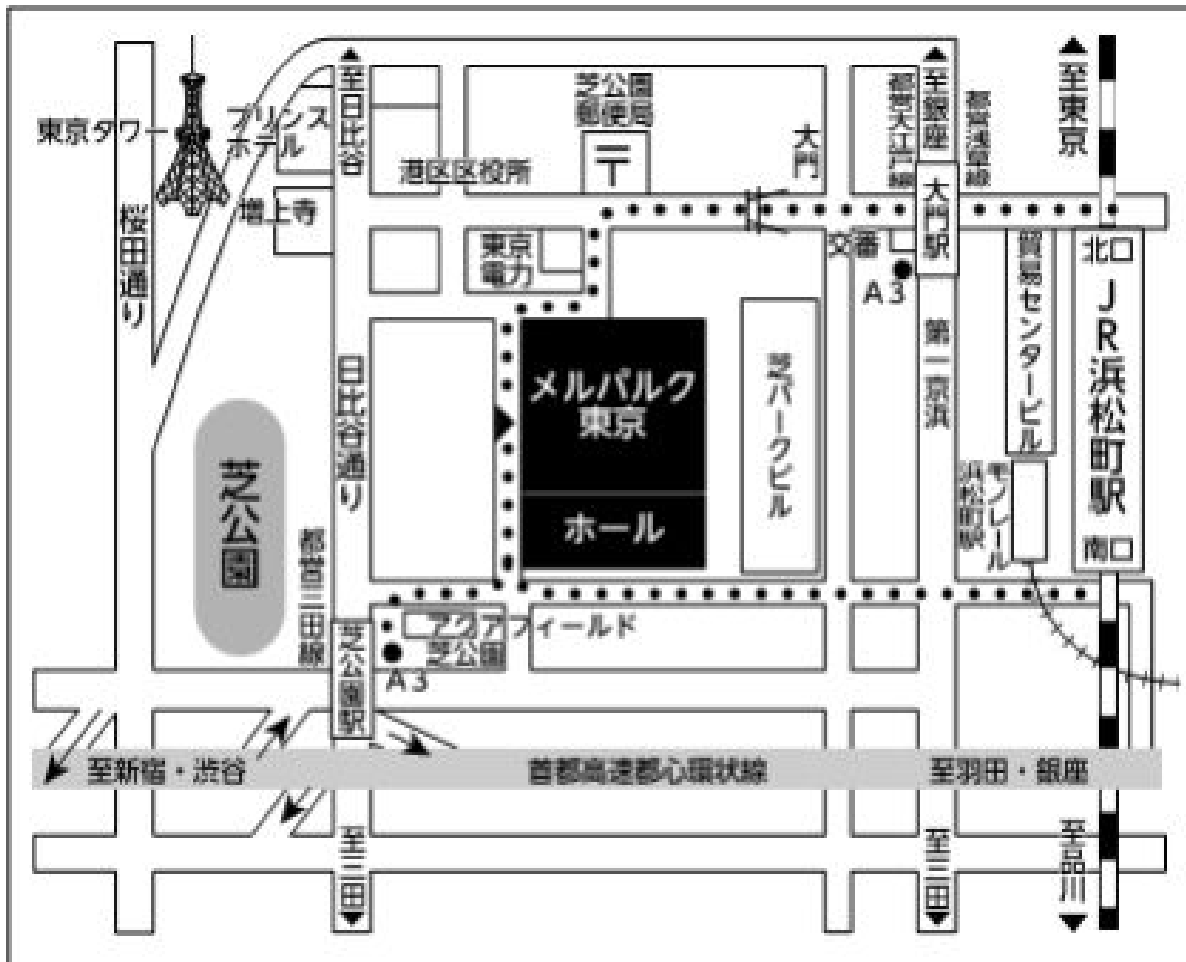 至日比谷
芝公園
郵便局
〒
大門
都営大江戸線
至銀座
都営浅草線
至東京
東京タワー
プリンス
ホテル
港区区役所
増上寺
桜田通り
東京
電力
交番
A3
大門駅
貿易センタービル
北口
JR浜松町駅
南口
メルパルク
東京
ホール
芝パークビル
第一京浜
モノレール
浜松町駅
日比谷通り
芝公園
都営三田線
芝公園駅
アクアフィールド
芝公園
A3
至新宿・渋谷
首都高速都心環状線
至羽田・銀座
至三田
至三田
至品川